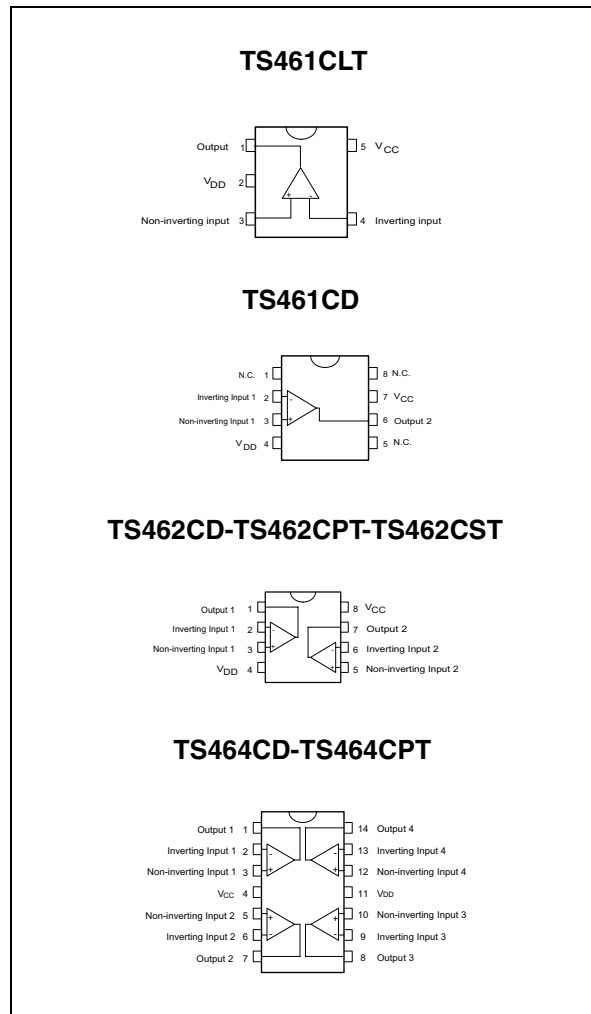 TS461CLT
Output 1
5 VCC
VDD 2
Non-inverting input 3
4 Inverting input
+ -
TS461CD
N.C. 1
8 N.C.
Inverting Input 1 2
-
7 VCC
Non-inverting Input 1 3
+
6 Output 2
VDD 4
5 N.C.
TS462CD-TS462CPT-TS462CST
Output 1 1
8 VCC
Inverting Input 1 2
-
7 Output 2
Non-inverting Input 1 3
+
-
6 Inverting Input 2
VDD 4
+
5 Non-inverting Input 2
TS464CD-TS464CPT
Output 1 1
14 Output 4
Inverting Input 1 2
- -
13 Inverting Input 4
Non-inverting Input 1 3
+ +
12 Non-inverting Input 4
VCC 4
11 VDD
Non-inverting Input 2 5
+ +
10 Non-inverting Input 3
Inverting Input 2 6
- -
9 Inverting Input 3
Output 2 7
8 Output 3